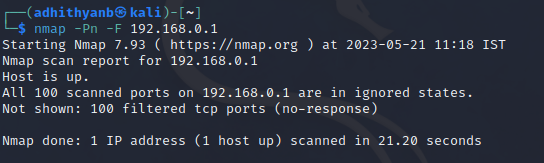 ┌──(adhithyanb㉿kali)-[~]
└─$ nmap -Pn -F 192.168.0.1
Starting Nmap 7.93 ( https://nmap.org ) at 2023-05-21 11:18 IST
Nmap scan report for 192.168.0.1
Host is up.
All 100 scanned ports on 192.168.0.1 are in ignored states.
Not shown: 100 filtered tcp ports (no-response)
Nmap done: 1 IP address (1 host up) scanned in 21.20 seconds